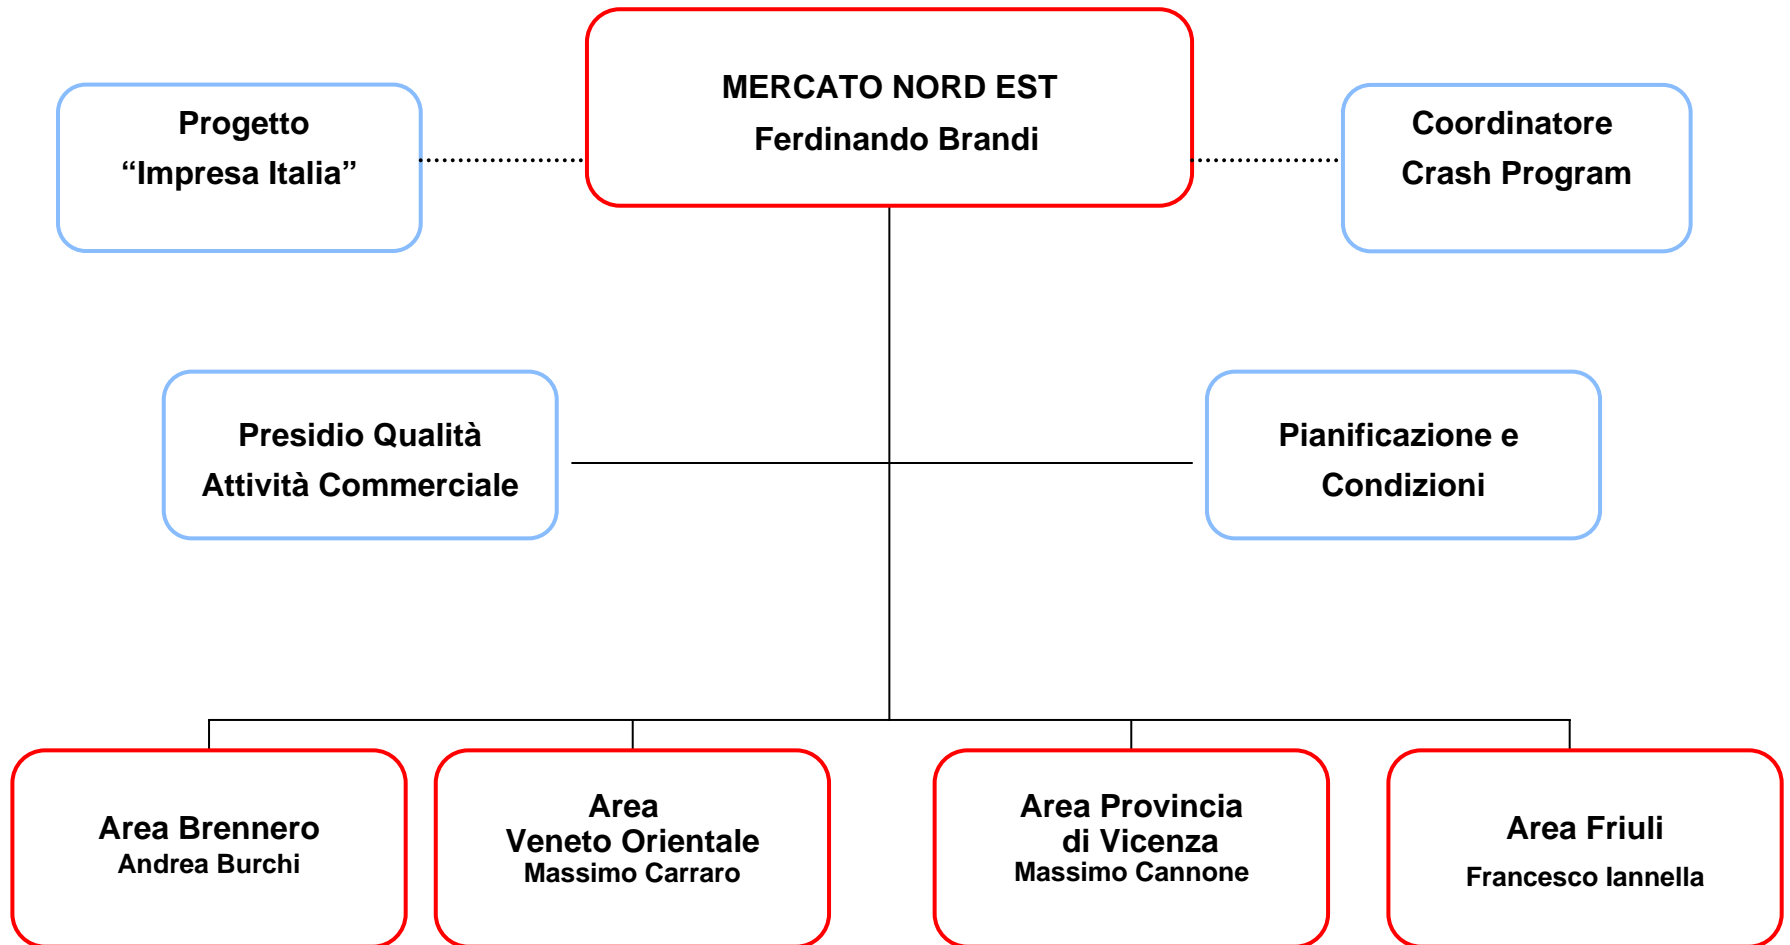 MERCATO NORD EST
Ferdinando Brandi
Progetto
“Impresa Italia”
Coordinatore
Crash Program
Presidio Qualità
Attività Commerciale
Pianificazione e
Condizioni
Area Brennero
Andrea Burchi
Area
Veneto Orientale
Massimo Carraro
Area Provincia
di Vicenza
Massimo Cannone
Area Friuli
Francesco Iannella